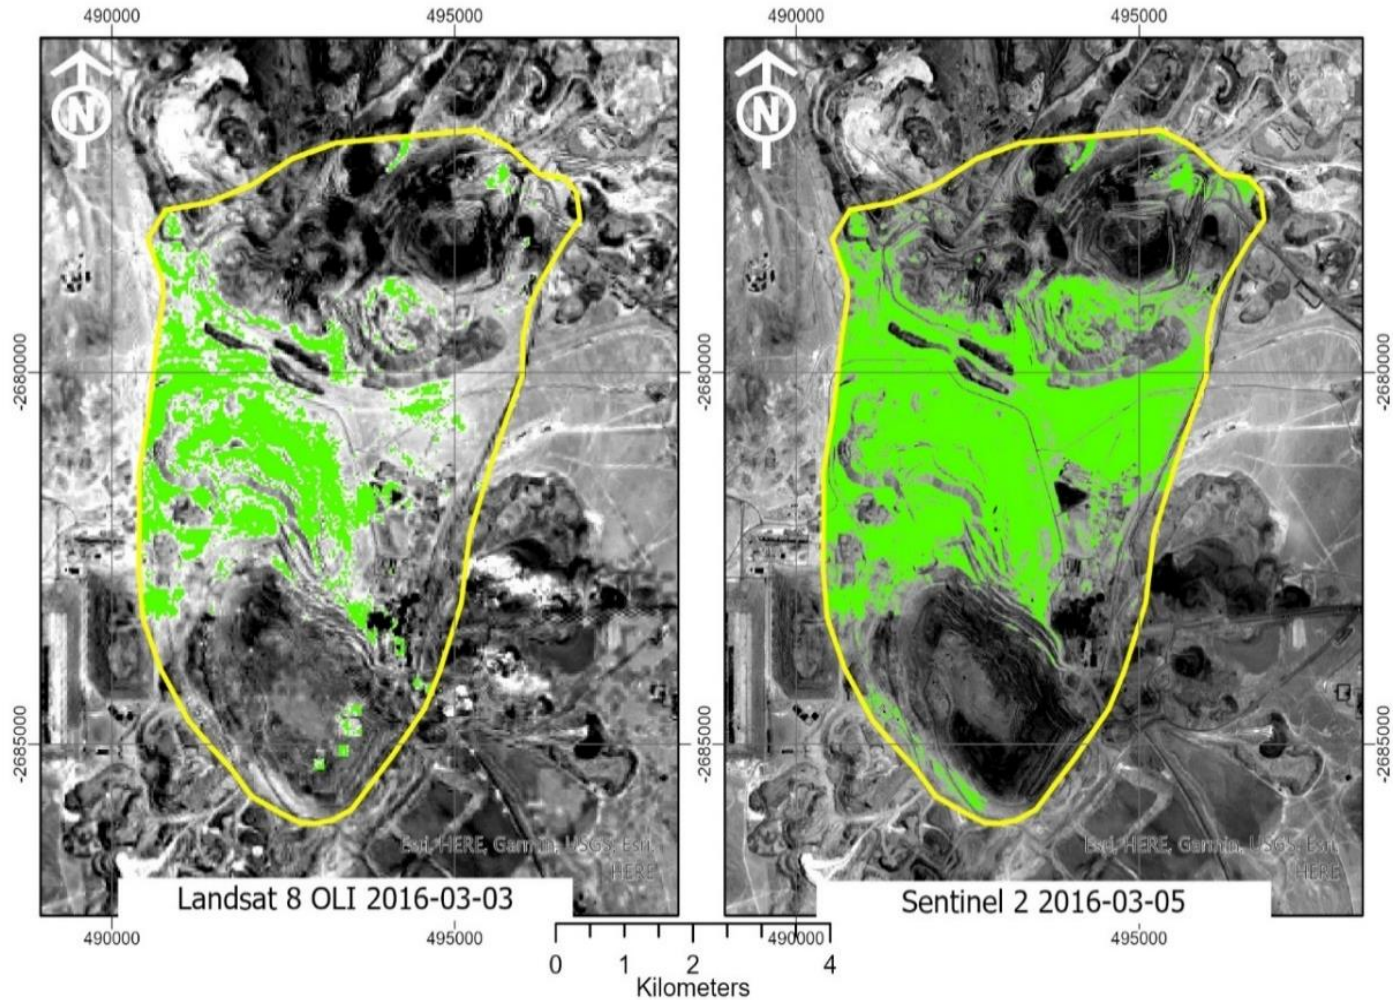 490000 495000 490000 495000
N N
-2680000 -2680000 -2680000
-2685000 -2685000 -2685000
Esri, HERE, Garmin, USGS, Esri, Esri, HERE, Garmin, USGS, Esri,
HERE HERE
Landsat 8 OLI 2016-03-03 Sentinel 2 2016-03-05
490000 495000 490000 495000
0 1 2 4
Kilometers